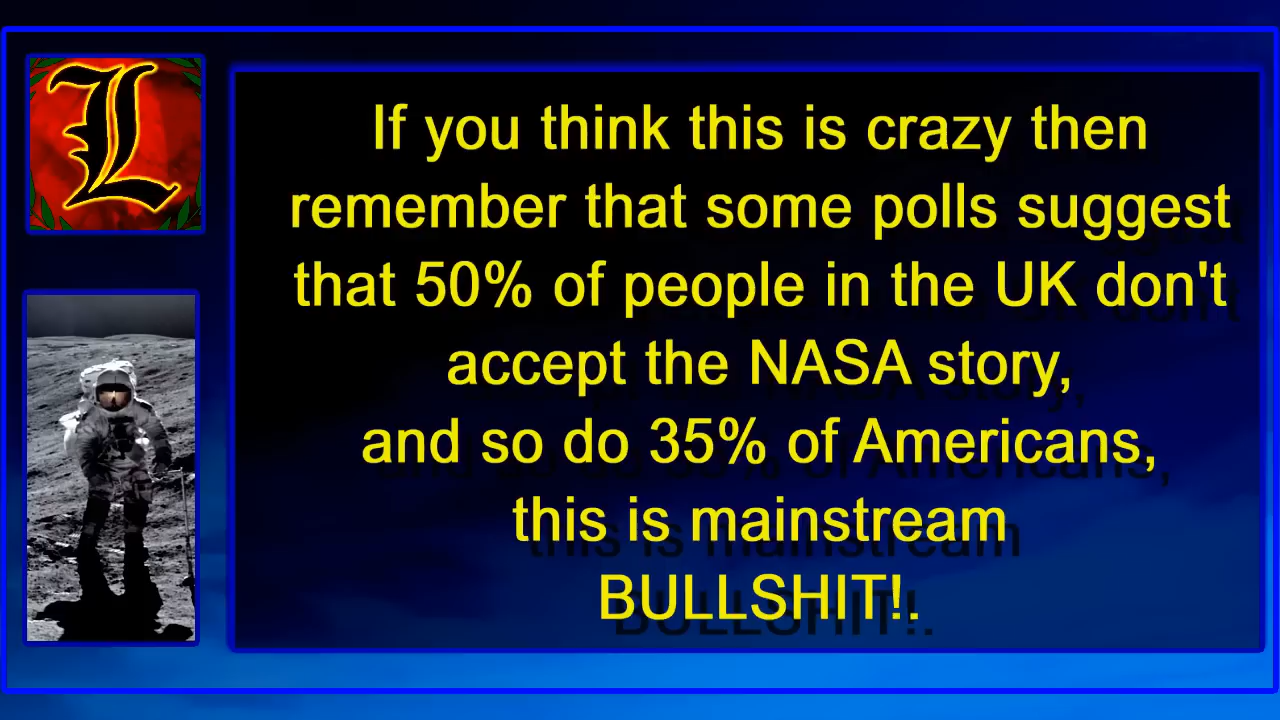 L
If you think this is crazy then
remember that some polls suggest
that 50% of people in the UK don't
accept the NASA story,
and so do 35% of Americans,
this is mainstream
BULLSHIT!.